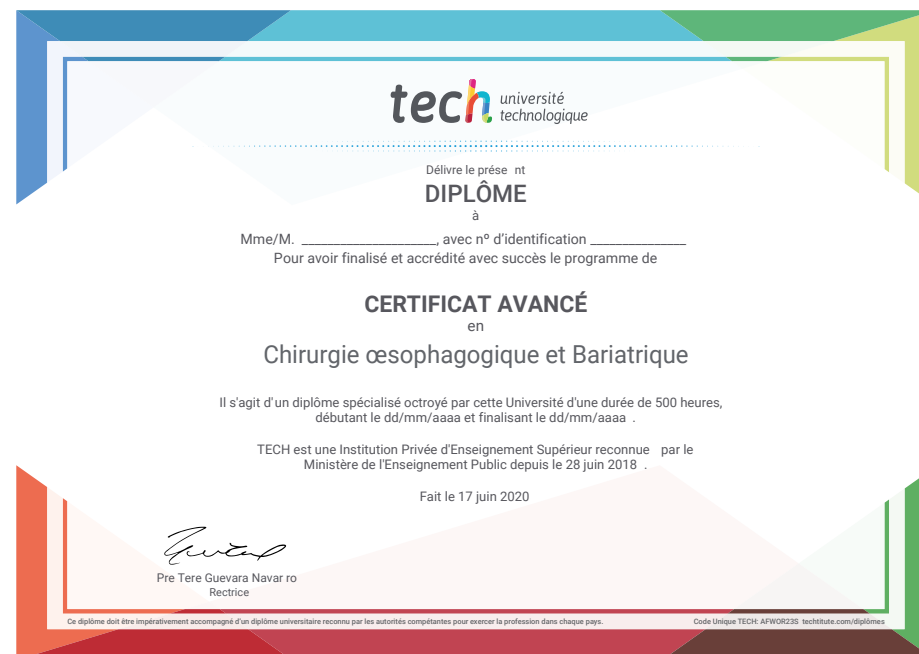 tech université
technologique
Délivre le prése nt
DIPLÔME
à
Mme/M. ____________________, avec nº d'identification ______________
Pour avoir finalisé et accrédité avec succès le programme de
CERTIFICAT AVANCÉ
en
Chirurgie œsophagogique et Bariatrique
Il s'agit d'un diplôme spécialisé octroyé par cette Université d'une durée de 500 heures,
débutant le dd/mm/aaaa et finalisant le dd/mm/aaaa .
TECH est une Institution Privée d'Enseignement Supérieur reconnue par le
Ministère de l'Enseignement Public depuis le 28 juin 2018 .
Fait le 17 juin 2020
Pre Tere Guevara Navar ro
Rectrice
Ce diplôme doit être impérativement accompagné d'un diplôme universitaire reconnu par les autorités compétentes pour exercer la profession dans chaque pays.
Code Unique TECH: AFWOR23S techtitute.com/diplômes